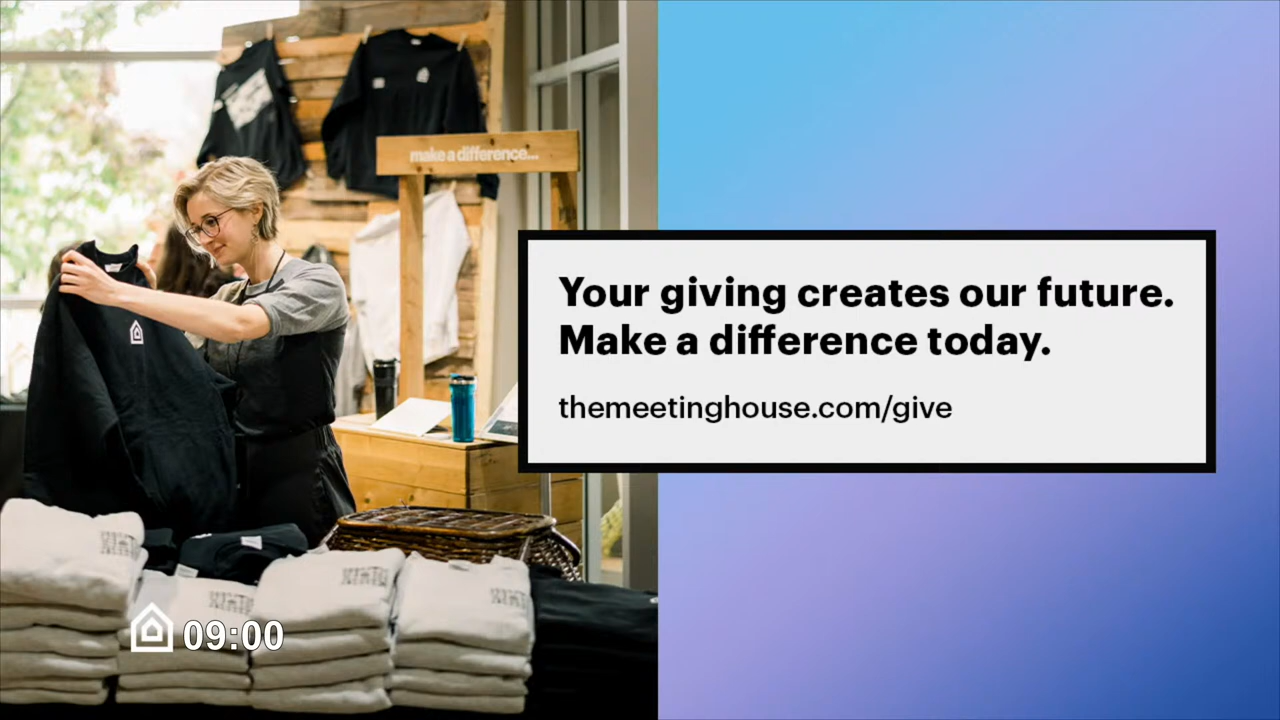 make a difference...
Your giving creates our future.
Make a difference today.
themeetinghouse.com/give
09:00